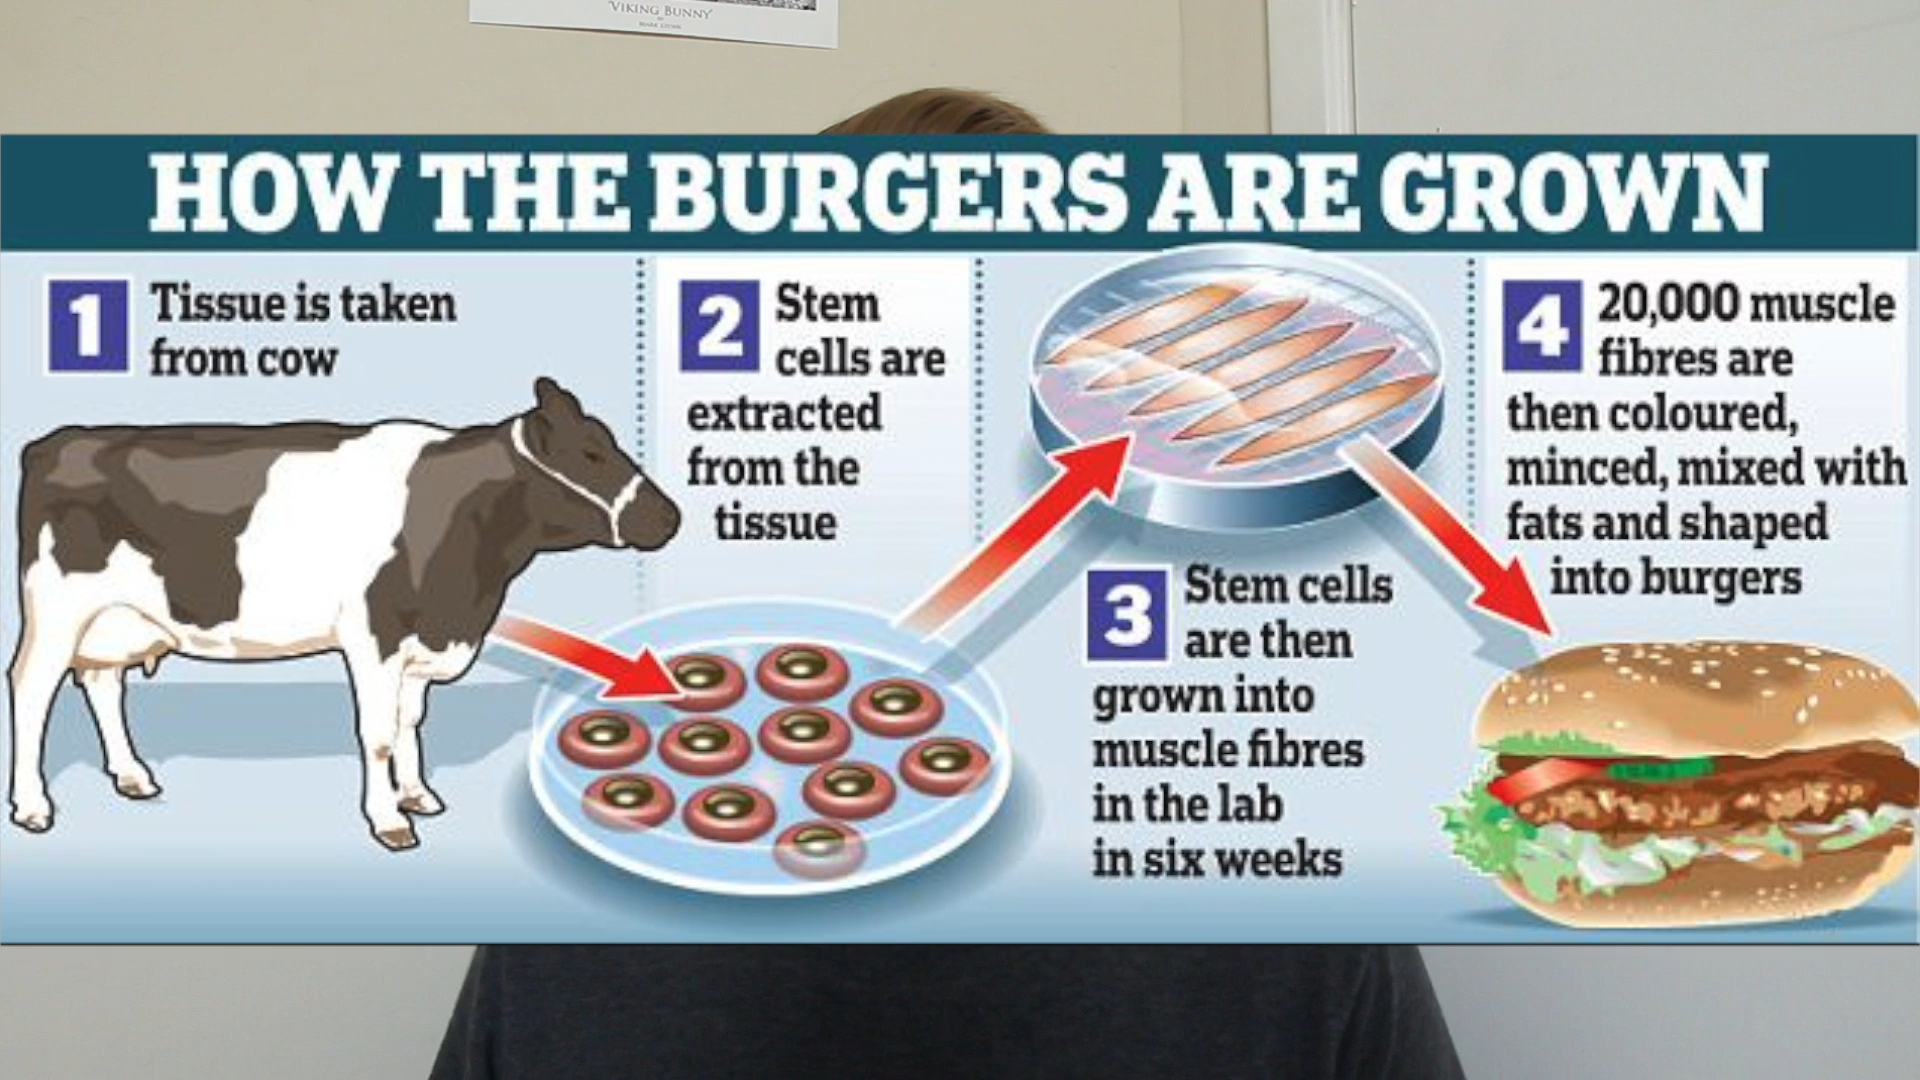 VIKING BUNNY
BY
HOW THE BURGERS ARE GROWN
1 Tissue is taken
from cow
2 Stem
cells are
extracted
from the
tissue
3 Stem cells
are then
grown into
muscle fibres
in the lab
in six weeks
4 20,000 muscle
fibres are
then coloured,
minced, mixed with
fats and shaped
into burgers